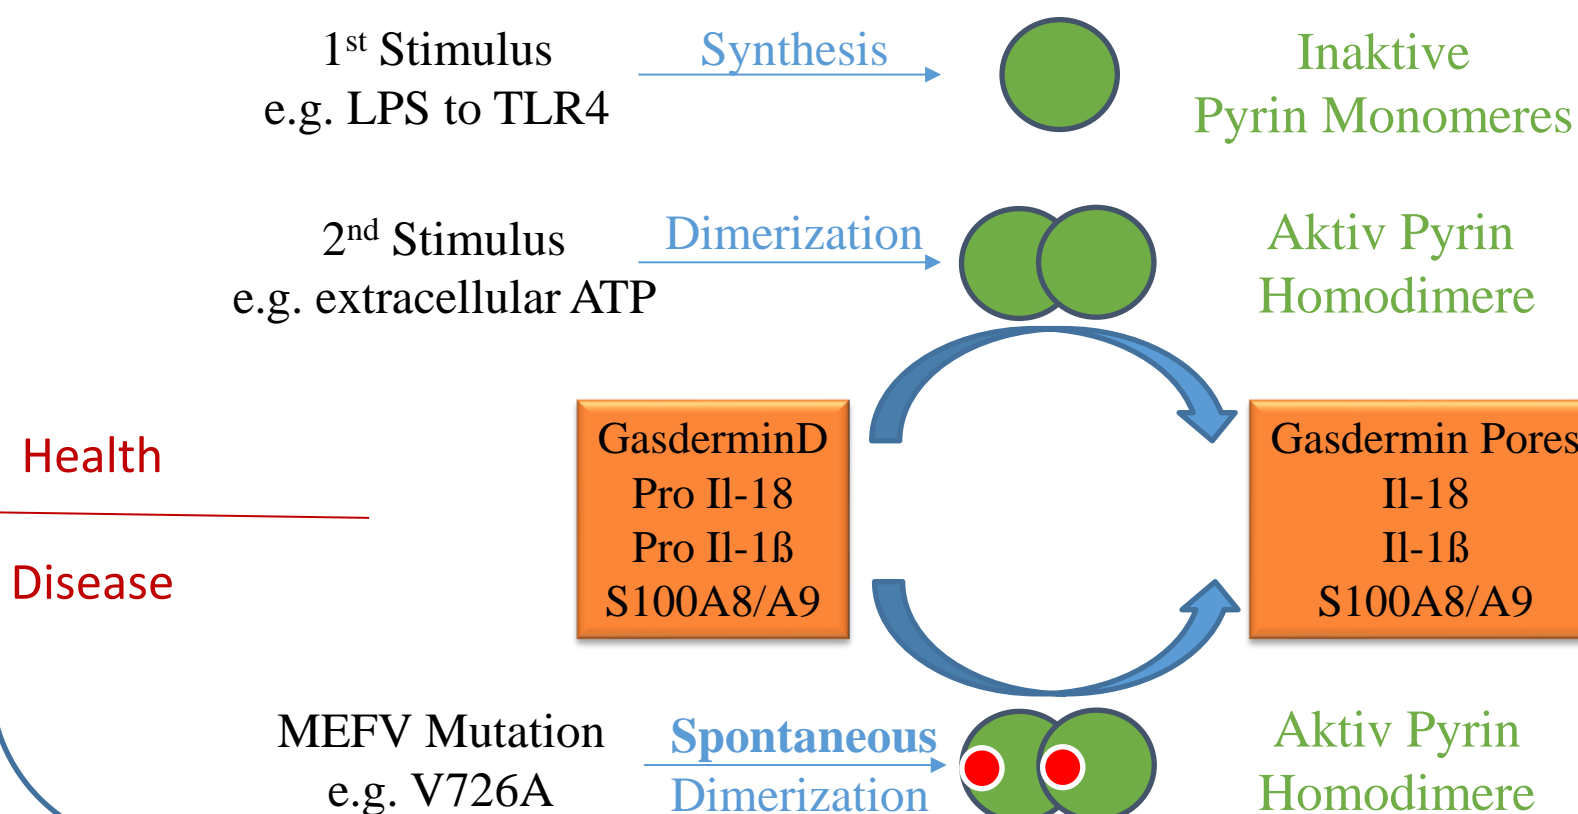 1st Stimulus
e.g. LPS to TLR4
Synthesis
Inaktive
Pyrin Monomeres
2nd Stimulus
e.g. extracellular ATP
Dimerization
Aktiv Pyrin
Homodimere
Health
Disease
GasderminD
Pro Il-18
Pro Il-1ß
S100A8/A9
Gasdermin Pores
Il-18
Il-1ß
S100A8/A9
MEFV Mutation
e.g. V726A
Spontaneous
Dimerization
Aktiv Pyrin
Homodimere